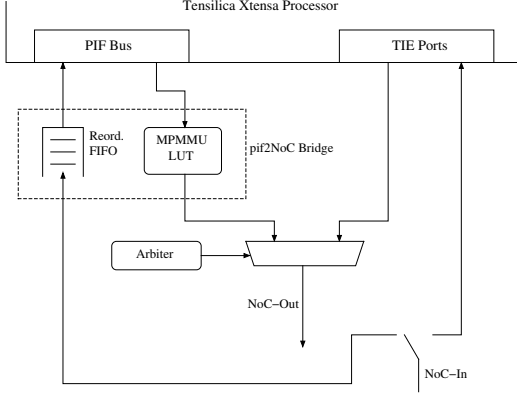 Tensilica Xtensa Processor
PIF Bus
TIE Ports
Reord.
FIFO
MPMMU
LUT
pif2NoC Bridge
Arbiter
NoC−Out
NoC−In